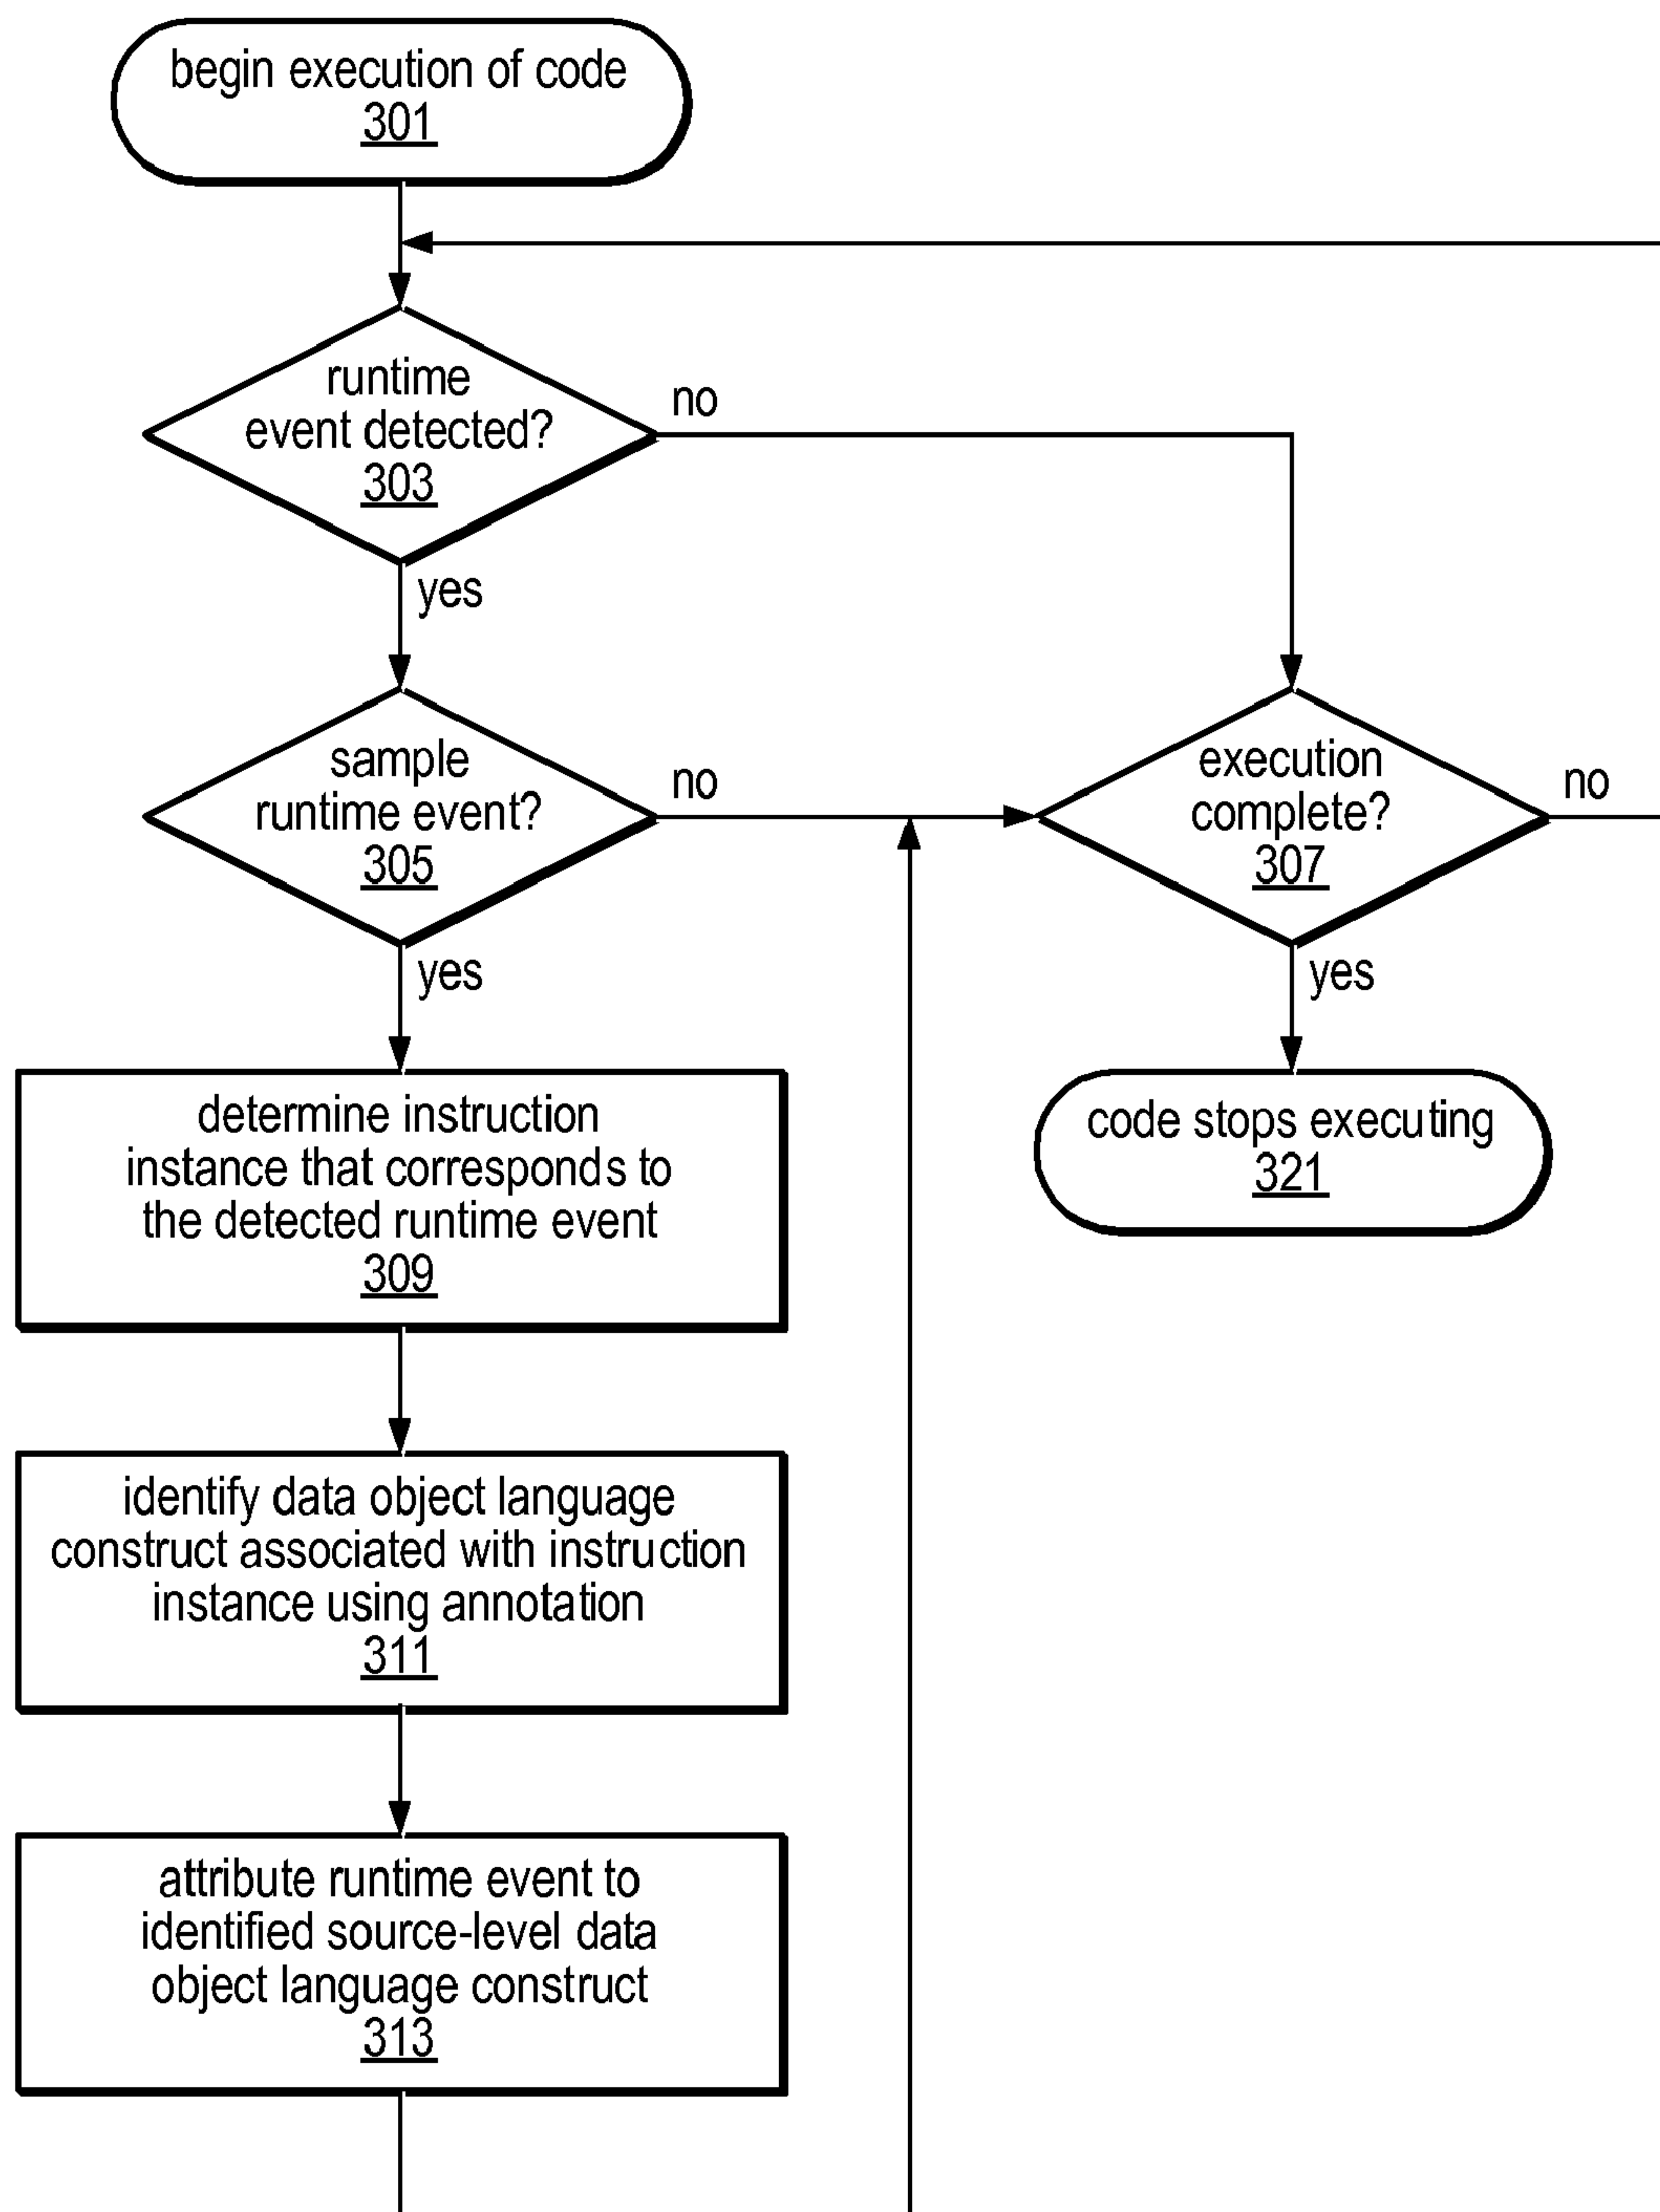 begin execution of code
301
runtime
event detected?
303
no
yes
sample
runtime event?
305
no
execution
complete?
307
no
yes
yes
determine instruction
instance that corresponds to
the detected runtime event
309
code stops executing
321
identify data object language
construct associated with instruction
instance using annotation
311
attribute runtime event to
identified source-level data
object language construct
313